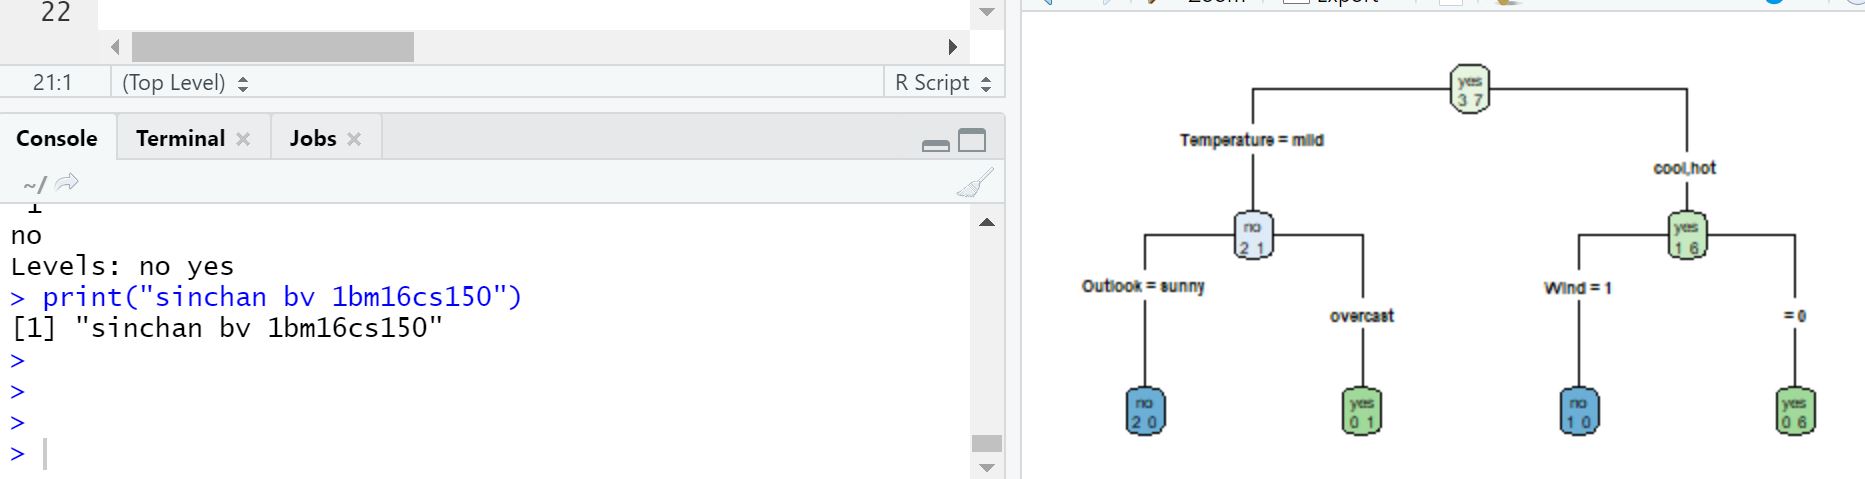 22
21:1 (Top Level) R Script
Console Terminal Jobs
~/
1
no
Levels: no yes
> print("sinchan bv 1bm16cs150")
[1] "sinchan bv 1bm16cs150"
>
>
>
>
Zoom Export
yes
3 7
Temperature = mild
cool,hot
no
2 1
yes
1 6
Outlook = sunny
overcast
Wind = 1
= 0
no
2 0
yes
0 1
no
1 0
yes
0 6